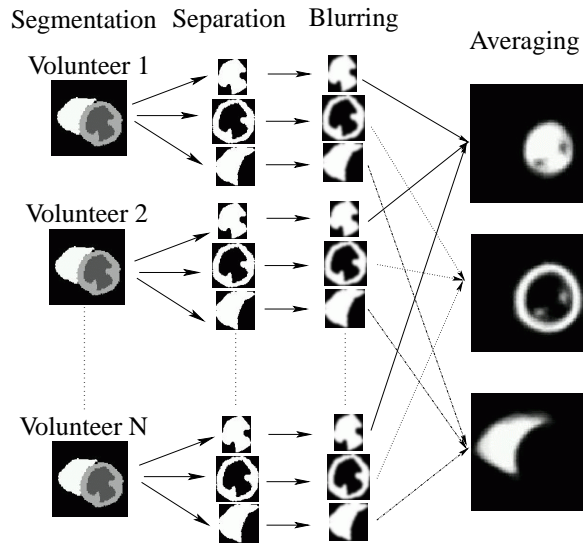 Segmentation Separation Blurring
Averaging
Volunteer 1
Volunteer 2
Volunteer N